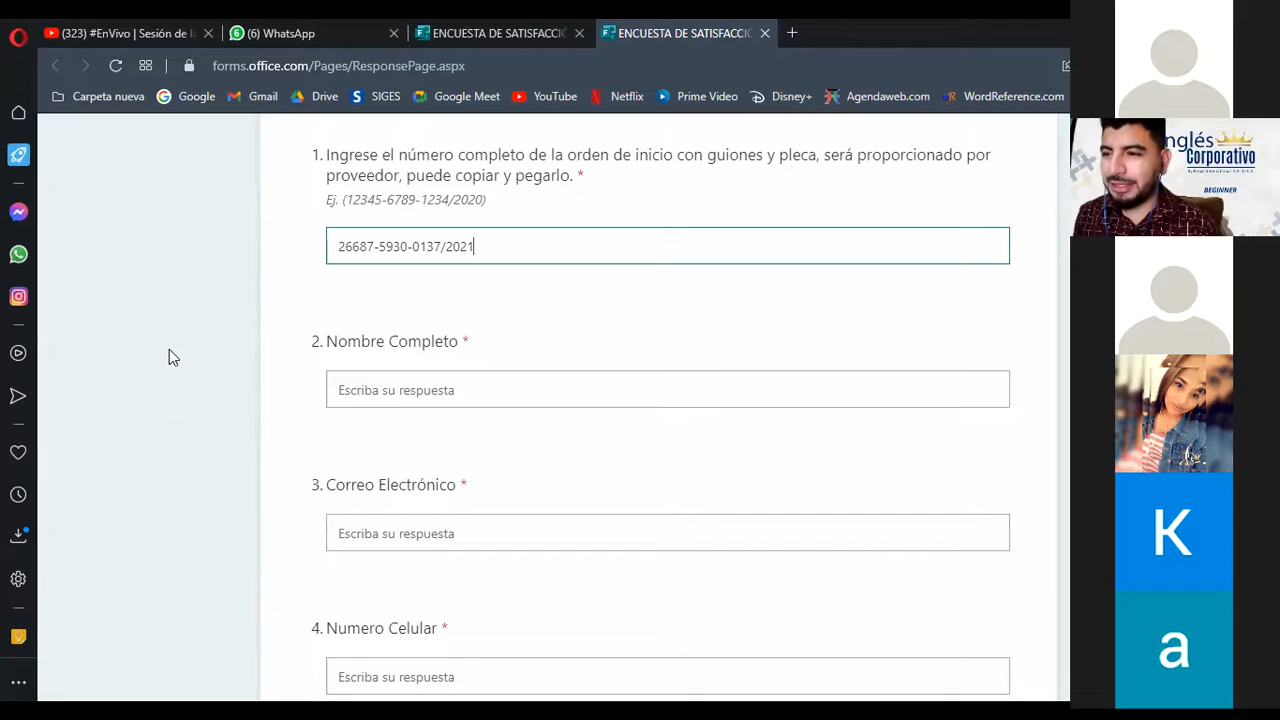 (323) #EnVivo | Sesión de l
(6) WhatsApp
ENCUESTA DE SATISFACCIÓ
ENCUESTA DE SATISFACCIÓ
forms.office.com/Pages/ResponsePage.aspx
Carpeta nueva
Google
Gmail
Drive
SIGES
Google Meet
YouTube
Netflix
Prime Video
Disney+
Agendaweb.com
WordReference.com
1. Ingrese el número completo de la orden de inicio con guiones y pleca, será proporcionado por
proveedor, puede copiar y pegarlo. *
Ej. (12345-6789-1234/2020)
26687-5930-0137/2021
2. Nombre Completo *
Escriba su respuesta
3. Correo Electrónico *
Escriba su respuesta
4. Numero Celular *
Escriba su respuesta
nglés
Corporativo
BEGINNER
K
a